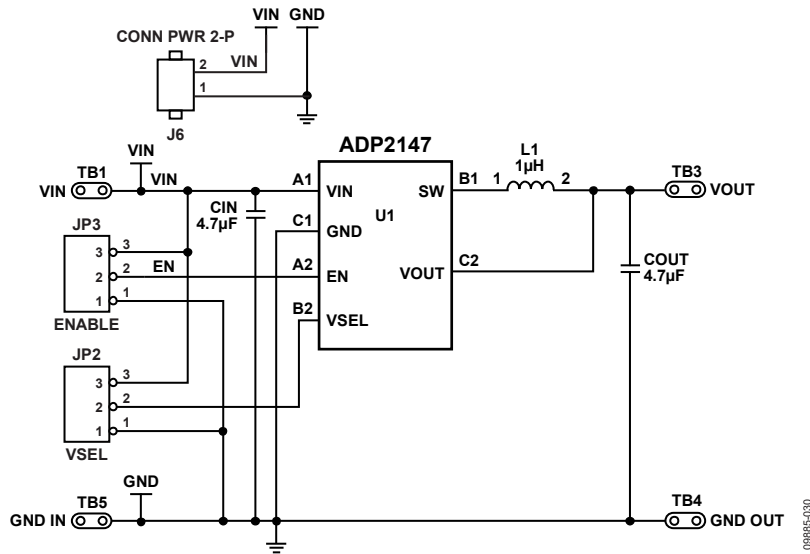 VIN GND
CONN PWR 2-P
2 VIN
1
J6
ADP2147
VIN
TB1
VIN
VIN
A1
VIN
CIN
4.7µF
C1
GND
U1
SW
B1
L1
1µH
1 2
TB3
VOUT
JP3
3 3
2 2
EN
A2
EN
VOUT
C2
COUT
4.7µF
1 1
ENABLE
B2
VSEL
JP2
3 3
2 2
1 1
VSEL
GND
TB5
GND IN
TB4
GND OUT
09885-030